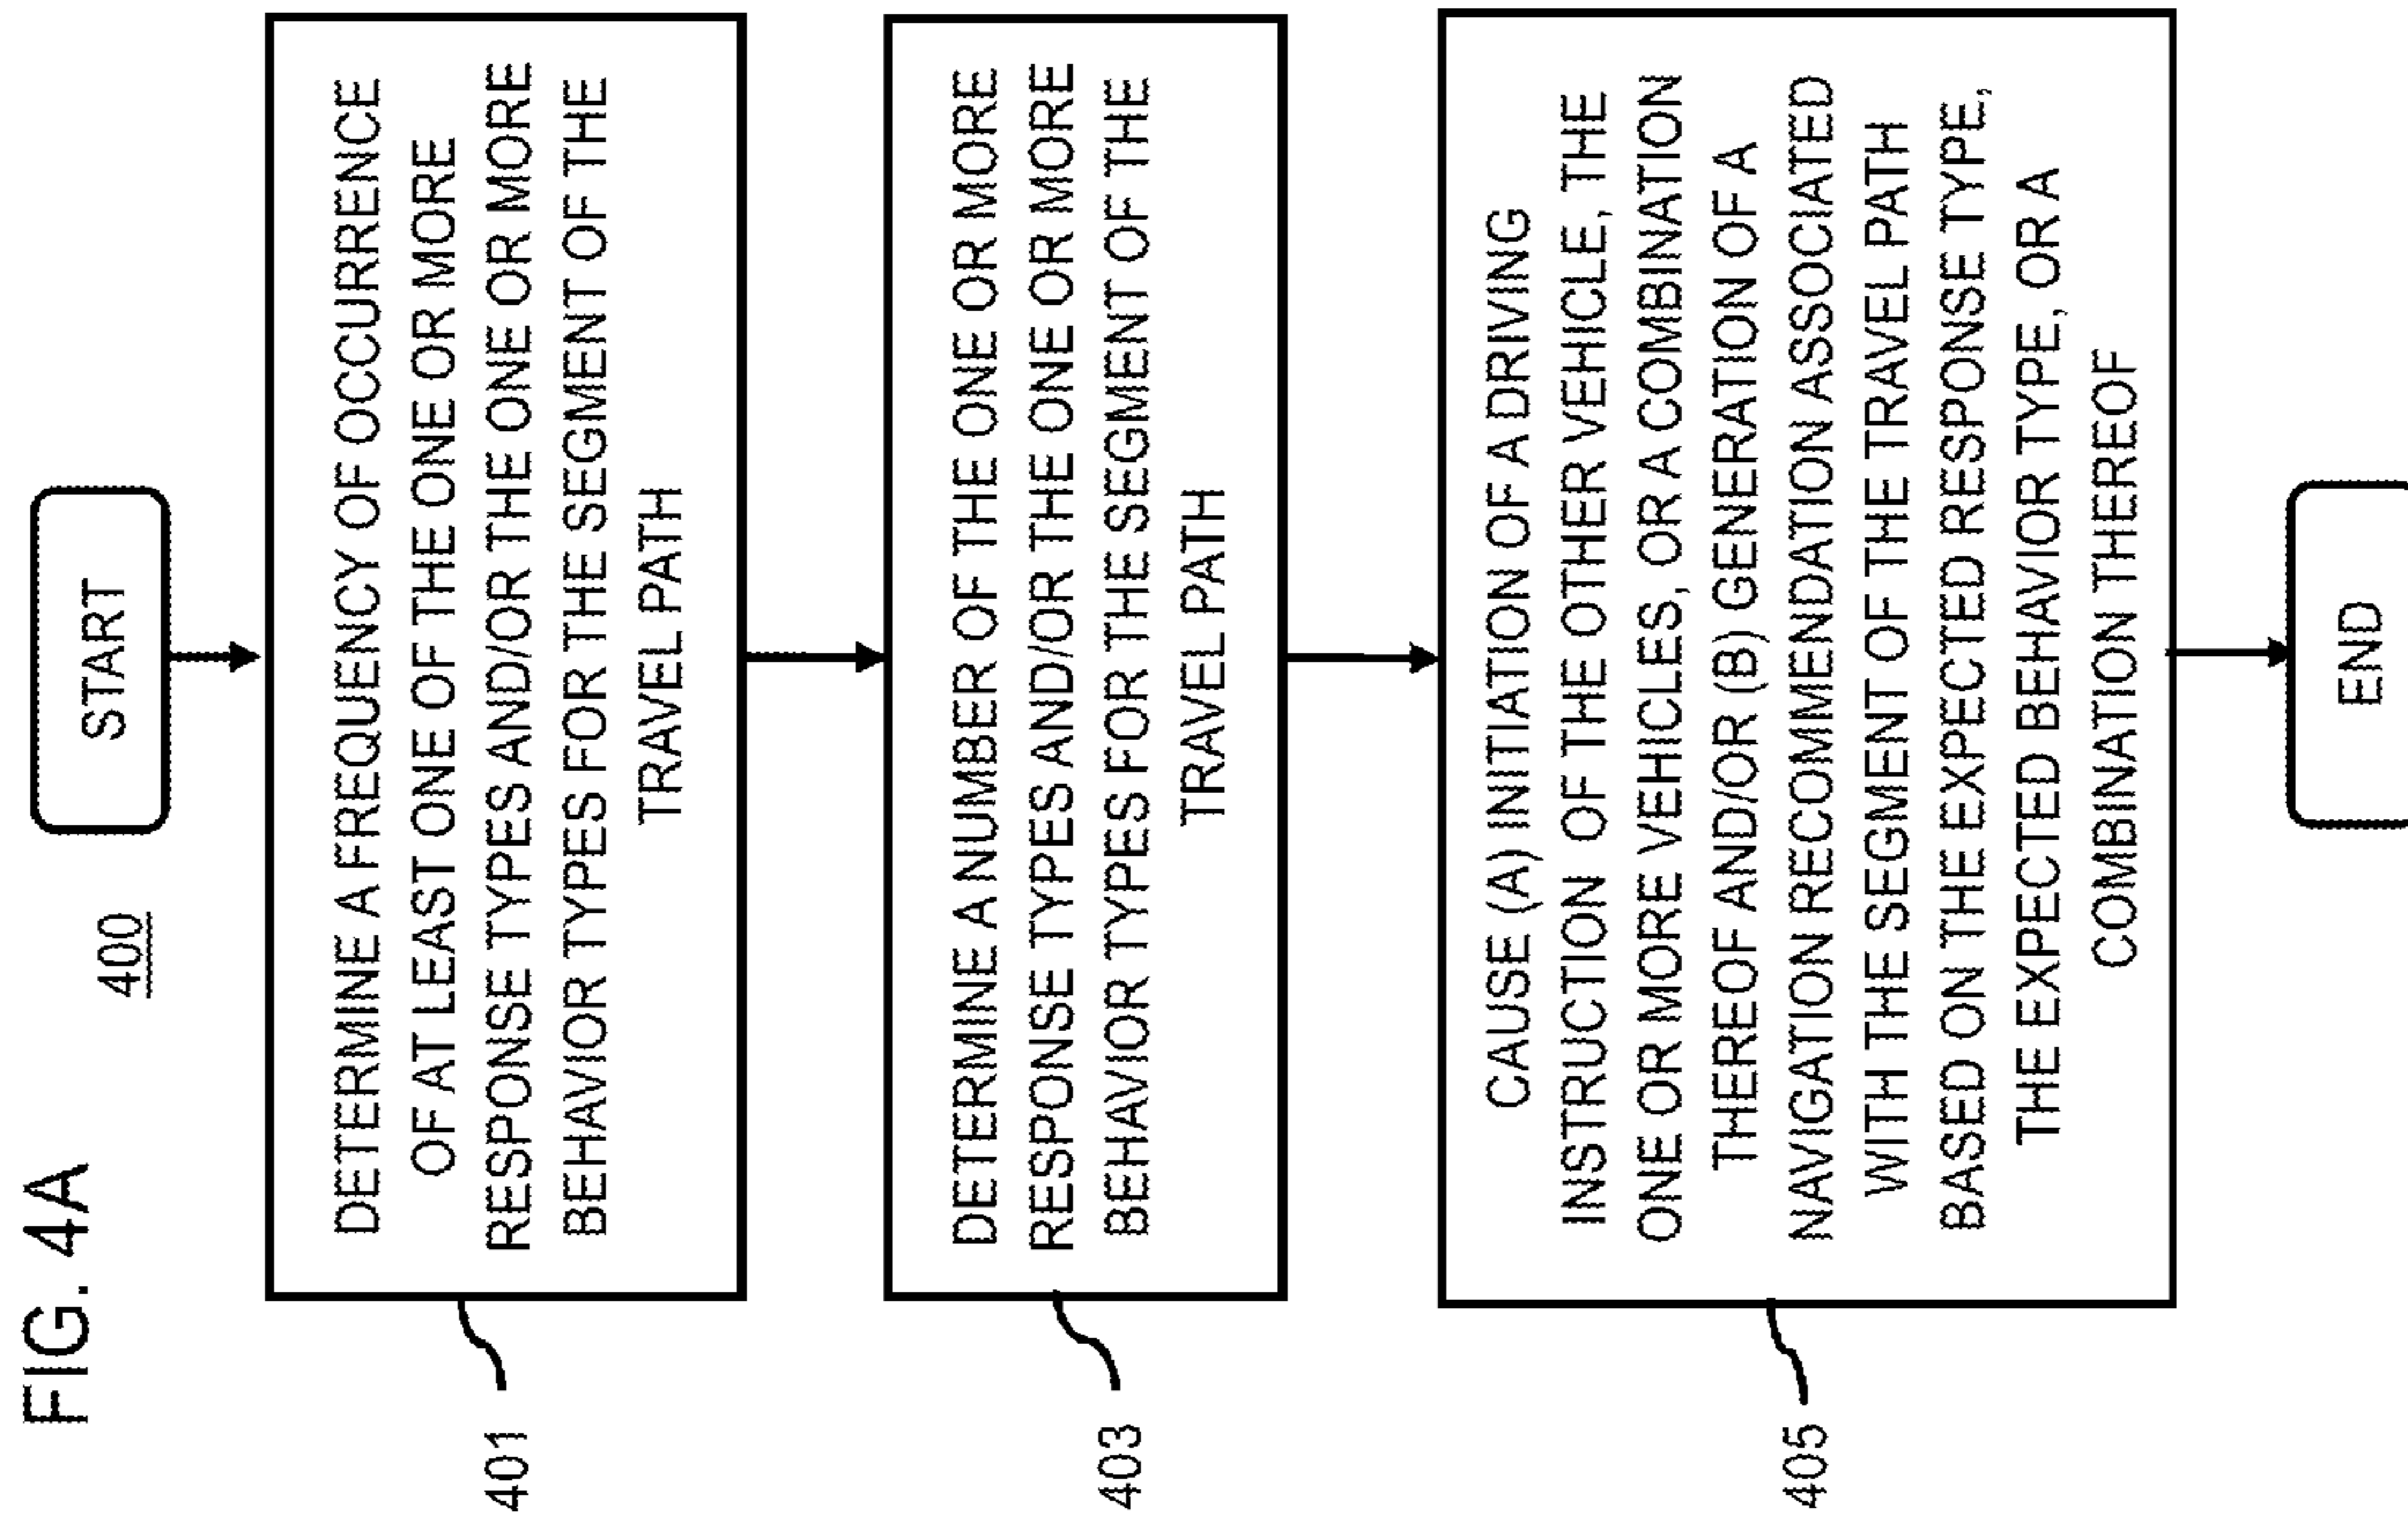 FIG. 4A
400
START
DETERMINE A FREQUENCY OF OCCURRENCE
OF AT LEAST ONE OF THE ONE OR MORE
RESPONSE TYPES AND/OR THE ONE OR MORE
BEHAVIOR TYPES FOR THE SEGMENT OF THE
TRAVEL PATH
401
DETERMINE A NUMBER OF THE ONE OR MORE
RESPONSE TYPES AND/OR THE ONE OR MORE
BEHAVIOR TYPES FOR THE SEGMENT OF THE
TRAVEL PATH
403
CAUSE (A) INITIATION OF A DRIVING
INSTRUCTION OF THE OTHER VEHICLE, THE
ONE OR MORE VEHICLES, OR A COMBINATION
THEREOF AND/OR (B) GENERATION OF A
NAVIGATION RECOMMENDATION ASSOCIATED
WITH THE SEGMENT OF THE TRAVEL PATH
BASED ON THE EXPECTED RESPONSE TYPE,
THE EXPECTED BEHAVIOR TYPE, OR A
COMBINATION THEREOF
405
END